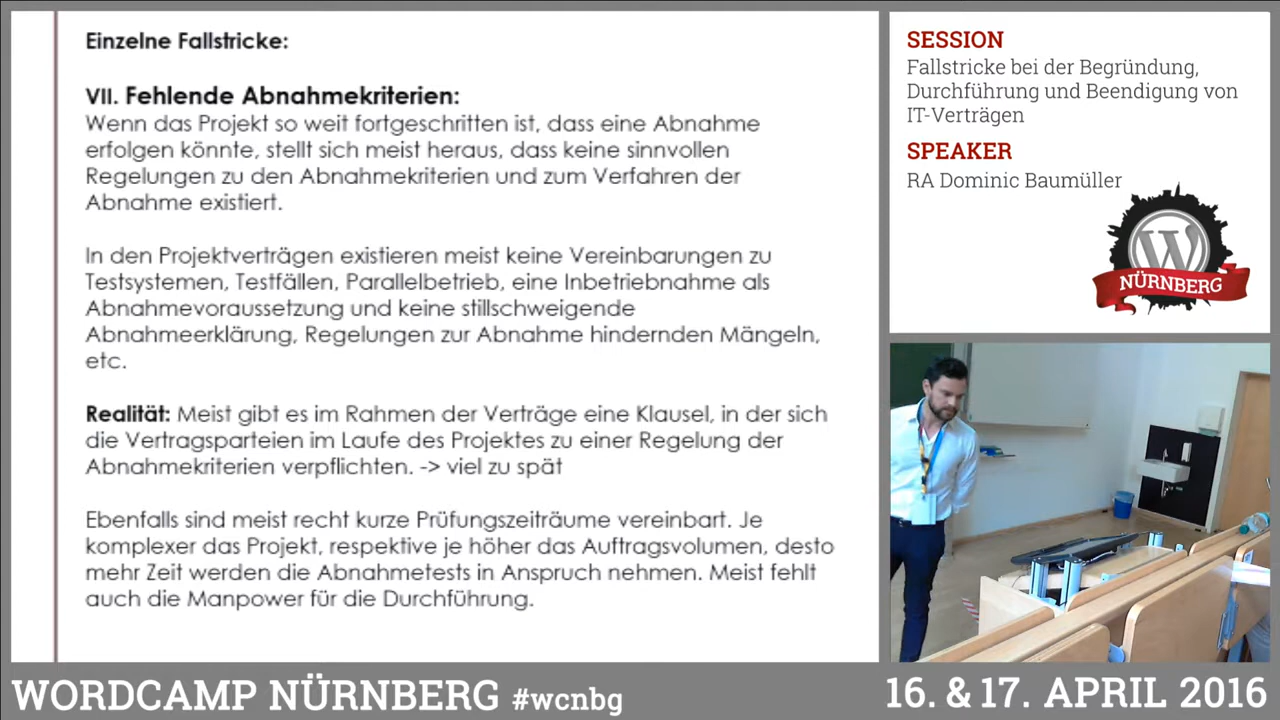 Einzelne Fallstricke:
VII. Fehlende Abnahmekriterien:
Wenn das Projekt so weit fortgeschritten ist, dass eine Abnahme
erfolgen könnte, stellt sich meist heraus, dass keine sinnvollen
Regelungen zu den Abnahmekriterien und zum Verfahren der
Abnahme existiert.
In den Projektverträgen existieren meist keine Vereinbarungen zu
Testsystemen, Testfällen, Parallelbetrieb, eine Inbetriebnahme als
Abnahmevoraussetzung und keine stillschweigende
Abnahmeerklärung, Regelungen zur Abnahme hindernden Mängeln,
etc.
Realität: Meist gibt es im Rahmen der Verträge eine Klausel, in der sich
die Vertragsparteien im Laufe des Projektes zu einer Regelung der
Abnahmekriterien verpflichten. -> viel zu spät
Ebenfalls sind meist recht kurze Prüfungszeiträume vereinbart. Je
komplexer das Projekt, respektive je höher das Auftragsvolumen, desto
mehr Zeit werden die Abnahmetests in Anspruch nehmen. Meist fehlt
auch die Manpower für die Durchführung.
SESSION
Fallstricke bei der Begründung,
Durchführung und Beendigung von
IT-Verträgen
SPEAKER
RA Dominic Baumüller
W
NÜRNBERG
WORDCAMP NÜRNBERG #wcnbg
16. & 17. APRIL 2016